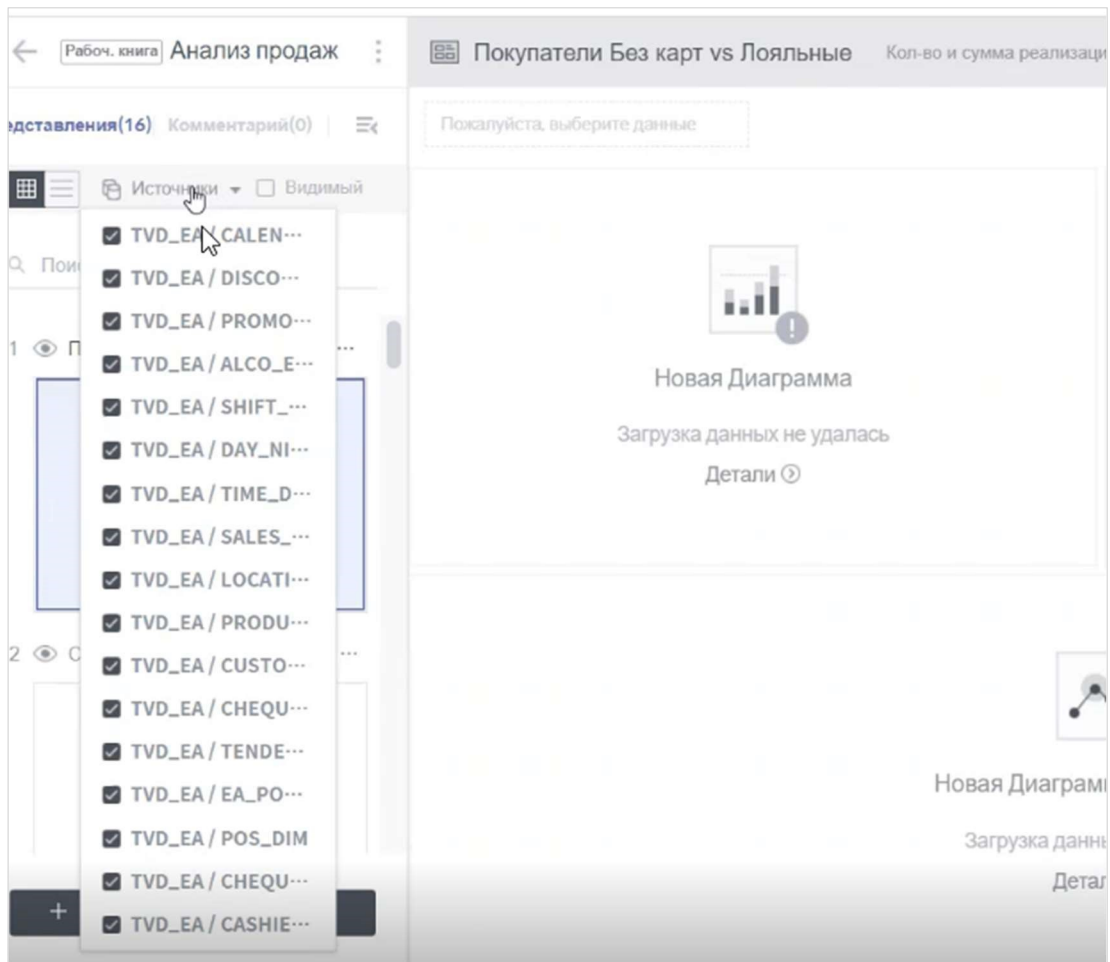 Рабоч. книга Анализ продаж
Покупатели Без карт vs Лояльные Кол-во и сумма реализаци
едставления(16) Комментарий(0)
Пожалуйста, выберите данные
Источники Видимый
TVD_EA / CALEN···
Пои
TVD_EA / DISCO···
TVD_EA / PROMO···
1 П ···
TVD_EA / ALCO_E···
TVD_EA / SHIFT_···
TVD_EA / DAY_NI···
TVD_EA / TIME_D···
TVD_EA / SALES_···
TVD_EA / LOCATI···
TVD_EA / PRODU···
2 С ···
TVD_EA / CUSTO···
TVD_EA / CHEQU···
TVD_EA / TENDE···
TVD_EA / EA_PO···
TVD_EA / POS_DIM
TVD_EA / CHEQU···
+
TVD_EA / CASHIE···
Новая Диаграмма
Загрузка данных не удалась
Детали
Новая Диаграм
Загрузка данн
Детал